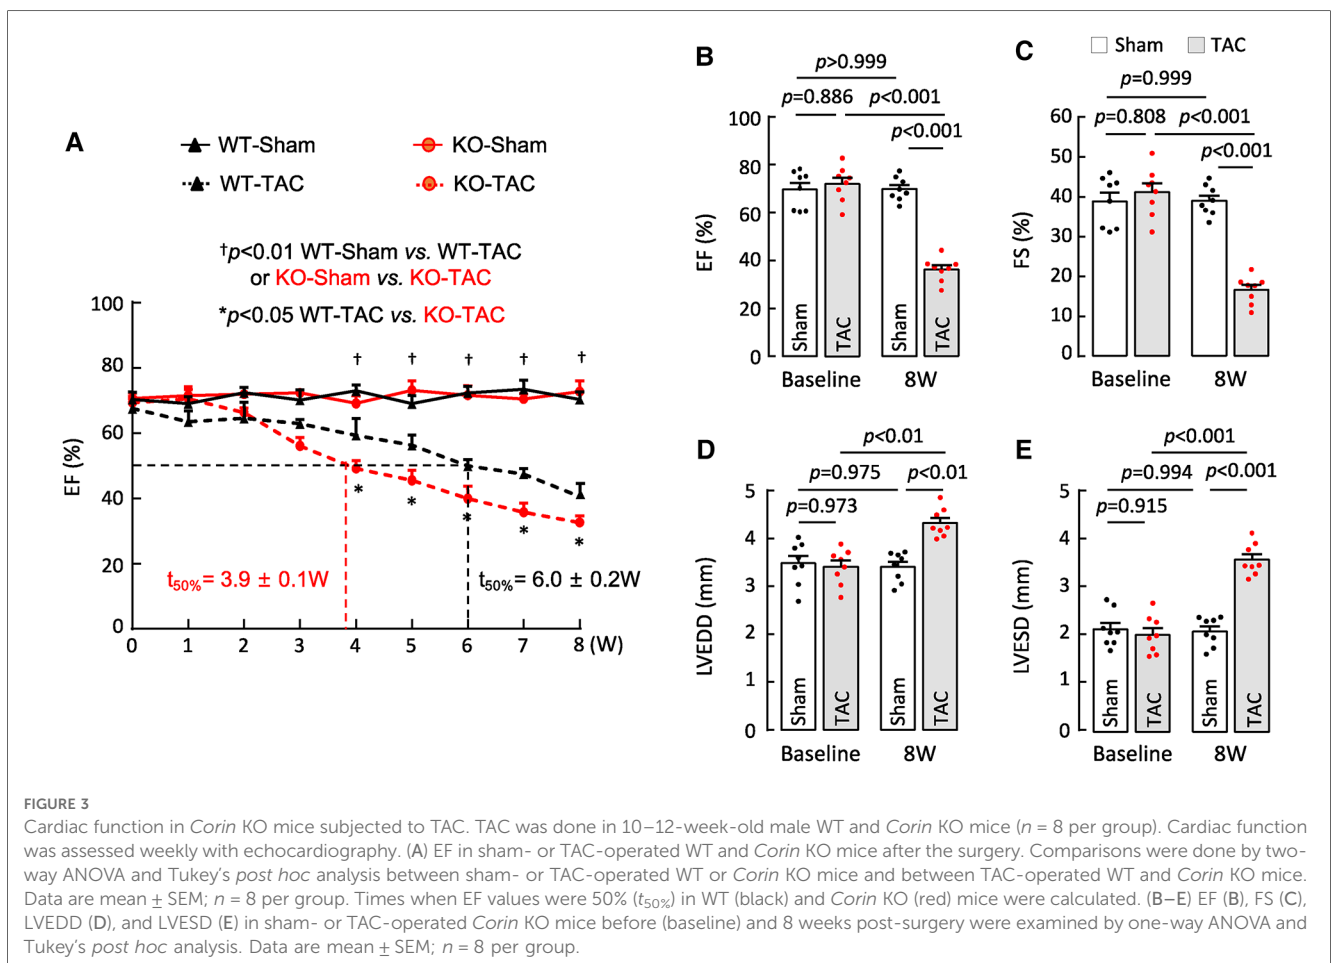 A
WT-Sham
KO-Sham
WT-TAC
KO-TAC
†p<0.01 WT-Sham vs. WT-TAC
or KO-Sham vs. KO-TAC
*p<0.05 WT-TAC vs. KO-TAC
EF (%)
100
80
60
40
20
0
† † † † †
* * * * *
t50%= 3.9 ± 0.1W
t50%= 6.0 ± 0.2W
0 1 2 3 4 5 6 7 8 (W)
B
p>0.999
p=0.886
p<0.001
p<0.001
EF (%)
100
80
60
40
20
0
Sham
TAC
Sham
TAC
Baseline
8W
Sham
TAC
C
p=0.999
p=0.808
p<0.001
p<0.001
FS (%)
60
50
40
30
20
10
0
Baseline
8W
D
p<0.01
p=0.975
p<0.01
p=0.973
LVEDD (mm)
5
4
3
2
1
0
Sham
TAC
Sham
TAC
Baseline
8W
E
p<0.001
p=0.994
p<0.001
p=0.915
LVESD (mm)
5
4
3
2
1
0
Sham
TAC
Sham
TAC
Baseline
8W
FIGURE 3
Cardiac function in Corin KO mice subjected to TAC. TAC was done in 10–12-week-old male WT and Corin KO mice (n = 8 per group). Cardiac function
was assessed weekly with echocardiography. (A) EF in sham- or TAC-operated WT and Corin KO mice after the surgery. Comparisons were done by two-
way ANOVA and Tukey's post hoc analysis between sham- or TAC-operated WT or Corin KO mice and between TAC-operated WT and Corin KO mice.
Data are mean ± SEM; n = 8 per group. Times when EF values were 50% (t50%) in WT (black) and Corin KO (red) mice were calculated. (B–E) EF (B), FS (C),
LVEDD (D), and LVESD (E) in sham- or TAC-operated Corin KO mice before (baseline) and 8 weeks post-surgery were examined by one-way ANOVA and
Tukey's post hoc analysis. Data are mean ± SEM; n = 8 per group.